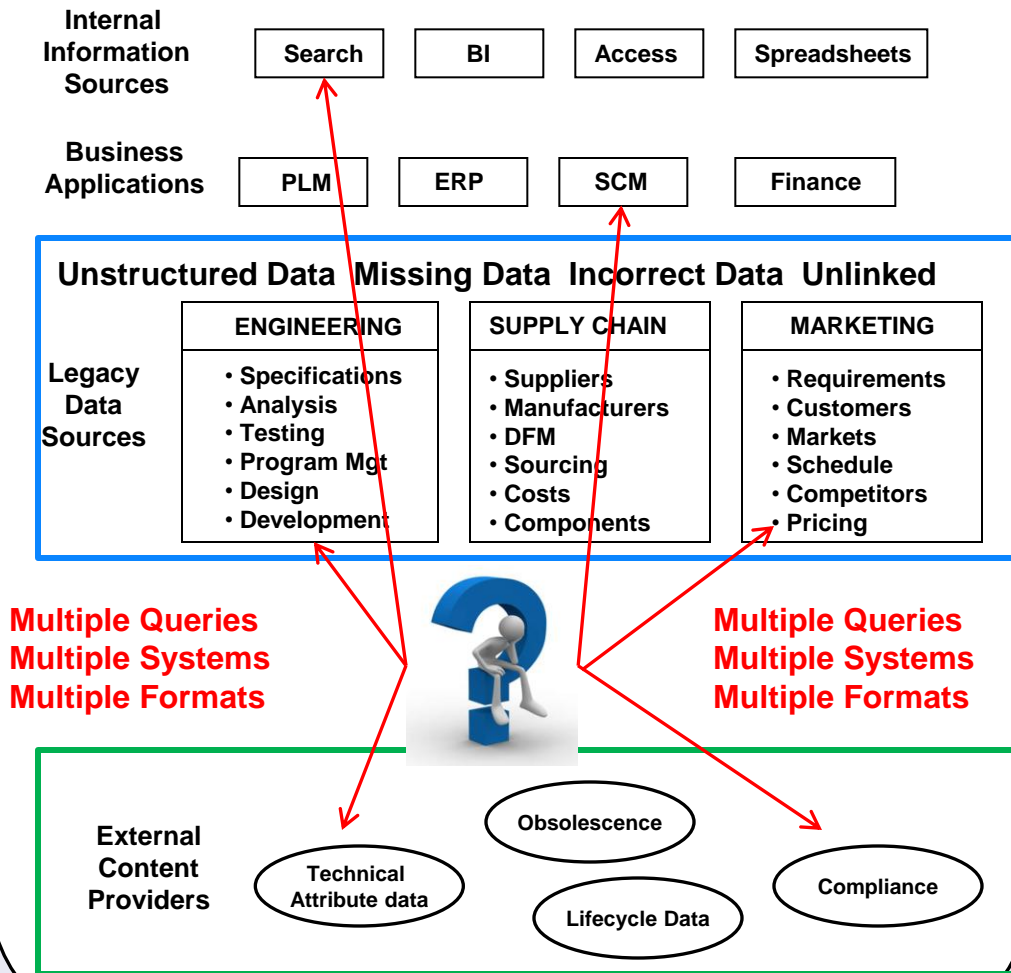 Internal
Information
Sources
Search
BI
Access
Spreadsheets
Business
Applications
PLM
ERP
SCM
Finance
Unstructured Data Missing Data Incorrect Data Unlinked
Legacy
Data
Sources
ENGINEERING
• Specifications
• Analysis
• Testing
• Program Mgt
• Design
• Development
SUPPLY CHAIN
• Suppliers
• Manufacturers
• DFM
• Sourcing
• Costs
• Components
MARKETING
• Requirements
• Customers
• Markets
• Schedule
• Competitors
• Pricing
Multiple Queries
Multiple Systems
Multiple Formats
Multiple Queries
Multiple Systems
Multiple Formats
External
Content
Providers
Technical
Attribute data
Obsolescence
Lifecycle Data
Compliance